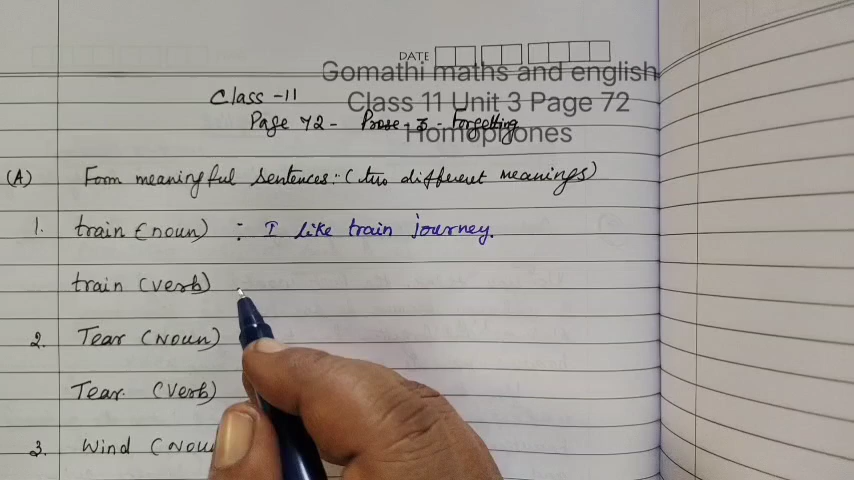 DATE
Gomathi maths and english
Class -11
Class 11 Unit 3 Page 72
Page 72 - Prose - 3 - Forgetting
Homophones
(A) Form meaningful sentences: (two different meanings)
1. train (noun) : I like train journey.
train (verb)
2. Tear (Noun)
Tear. (Verb)
3. Wind (Nou